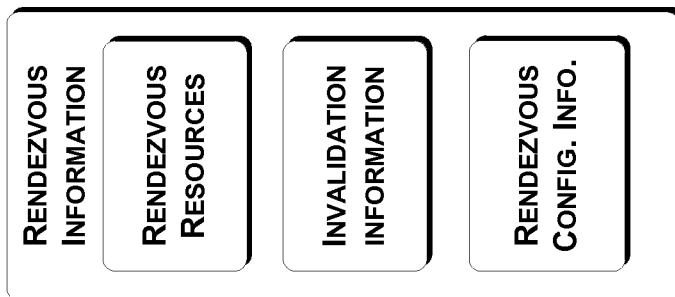 RENDEZVOUS
INFORMATION
RENDEZVOUS
RESOURCES
INVALIDATION
INFORMATION
RENDEZVOUS
CONFIG. INFO.